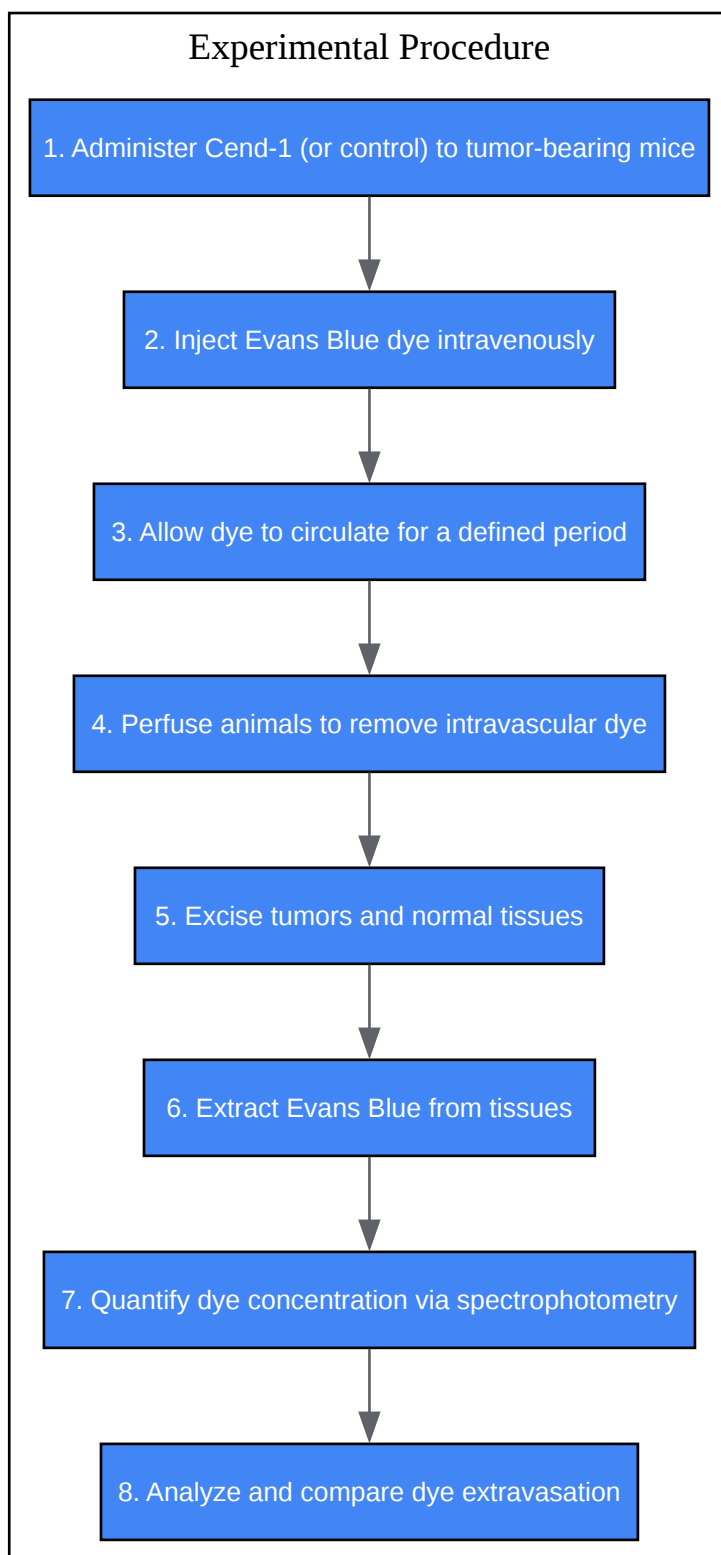 Experimental Procedure
1. Administer Cend-1 (or control) to tumor-bearing mice
2. Inject Evans Blue dye intravenously
3. Allow dye to circulate for a defined period
4. Perfuse animals to remove intravascular dye
5. Excise tumors and normal tissues
6. Extract Evans Blue from tissues
7. Quantify dye concentration via spectrophotometry
8. Analyze and compare dye extravasation